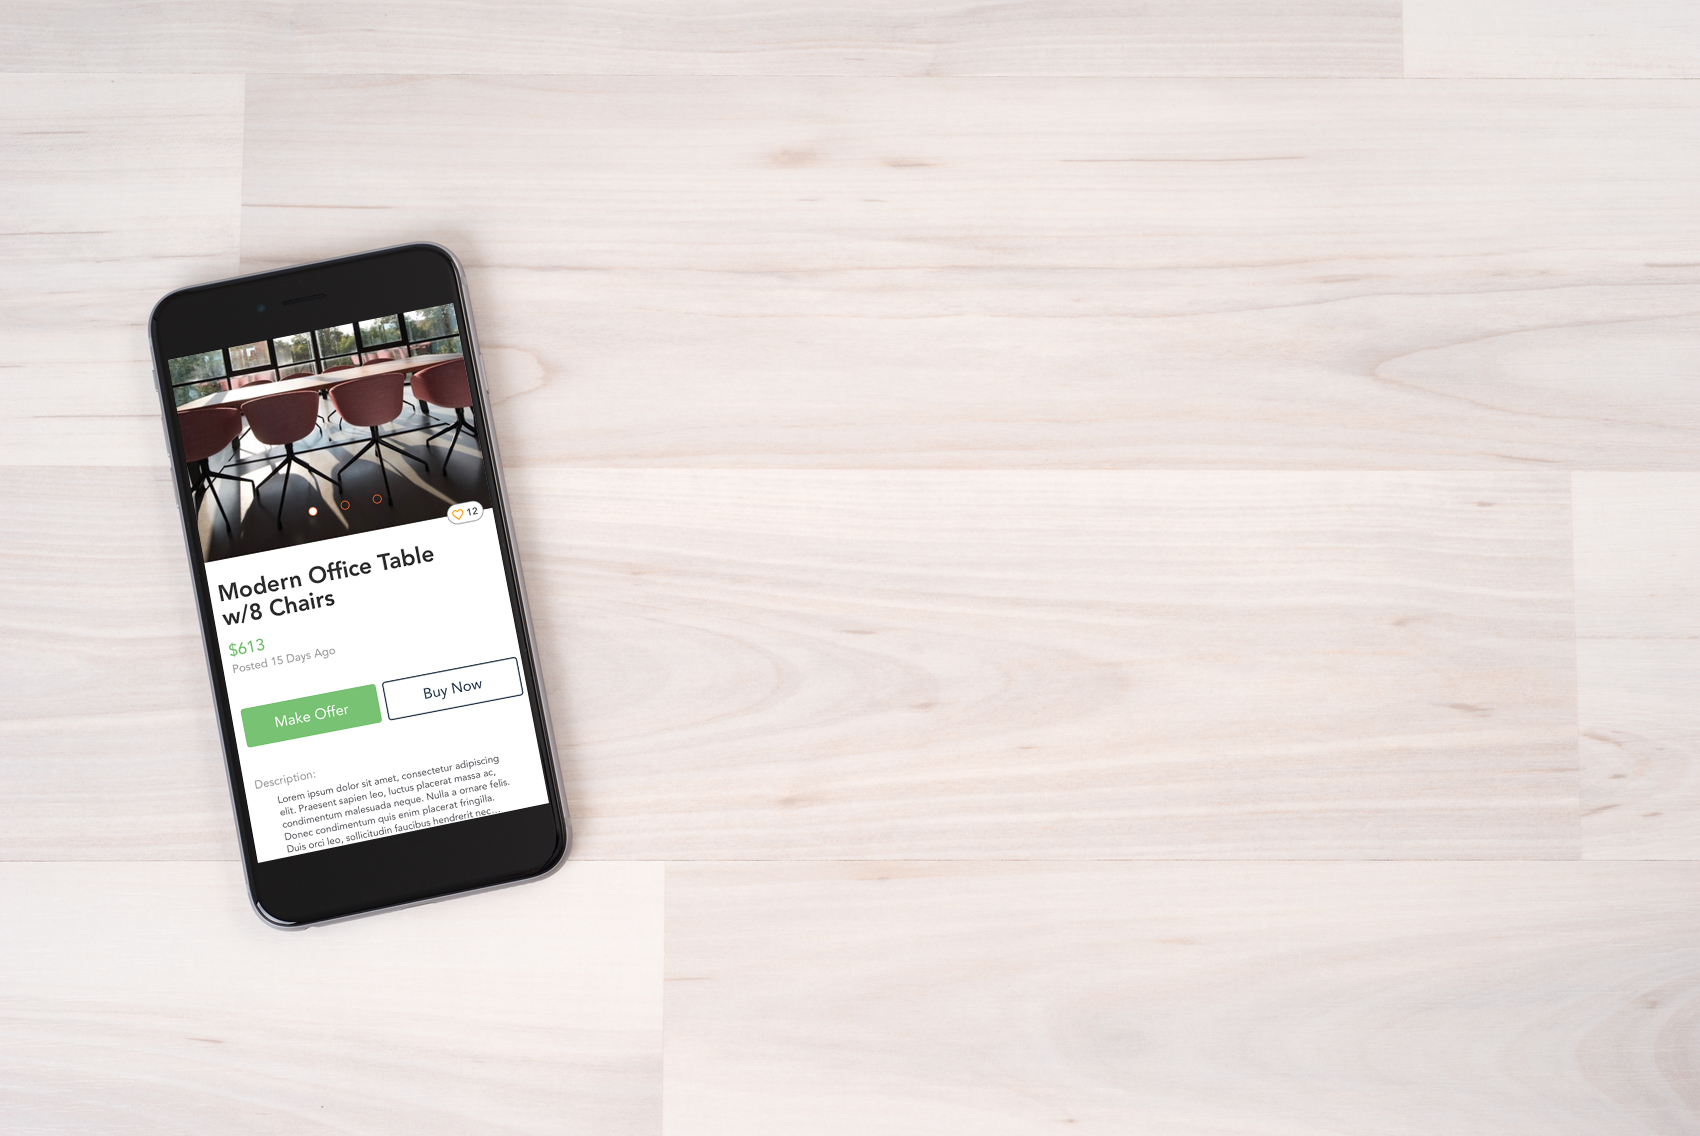 12
Modern Office Table
w/8 Chairs
$613
Posted 15 Days Ago
Make Offer
Buy Now
Description:
Lorem ipsum dolor sit amet, consectetur adipiscing
elit. Praesent sapien leo, luctus placerat massa ac,
condimentum malesuada neque. Nulla a ornare felis.
Donec condimentum quis enim placerat fringilla.
Duis orci leo, sollicitudin faucibus hendrerit nec...